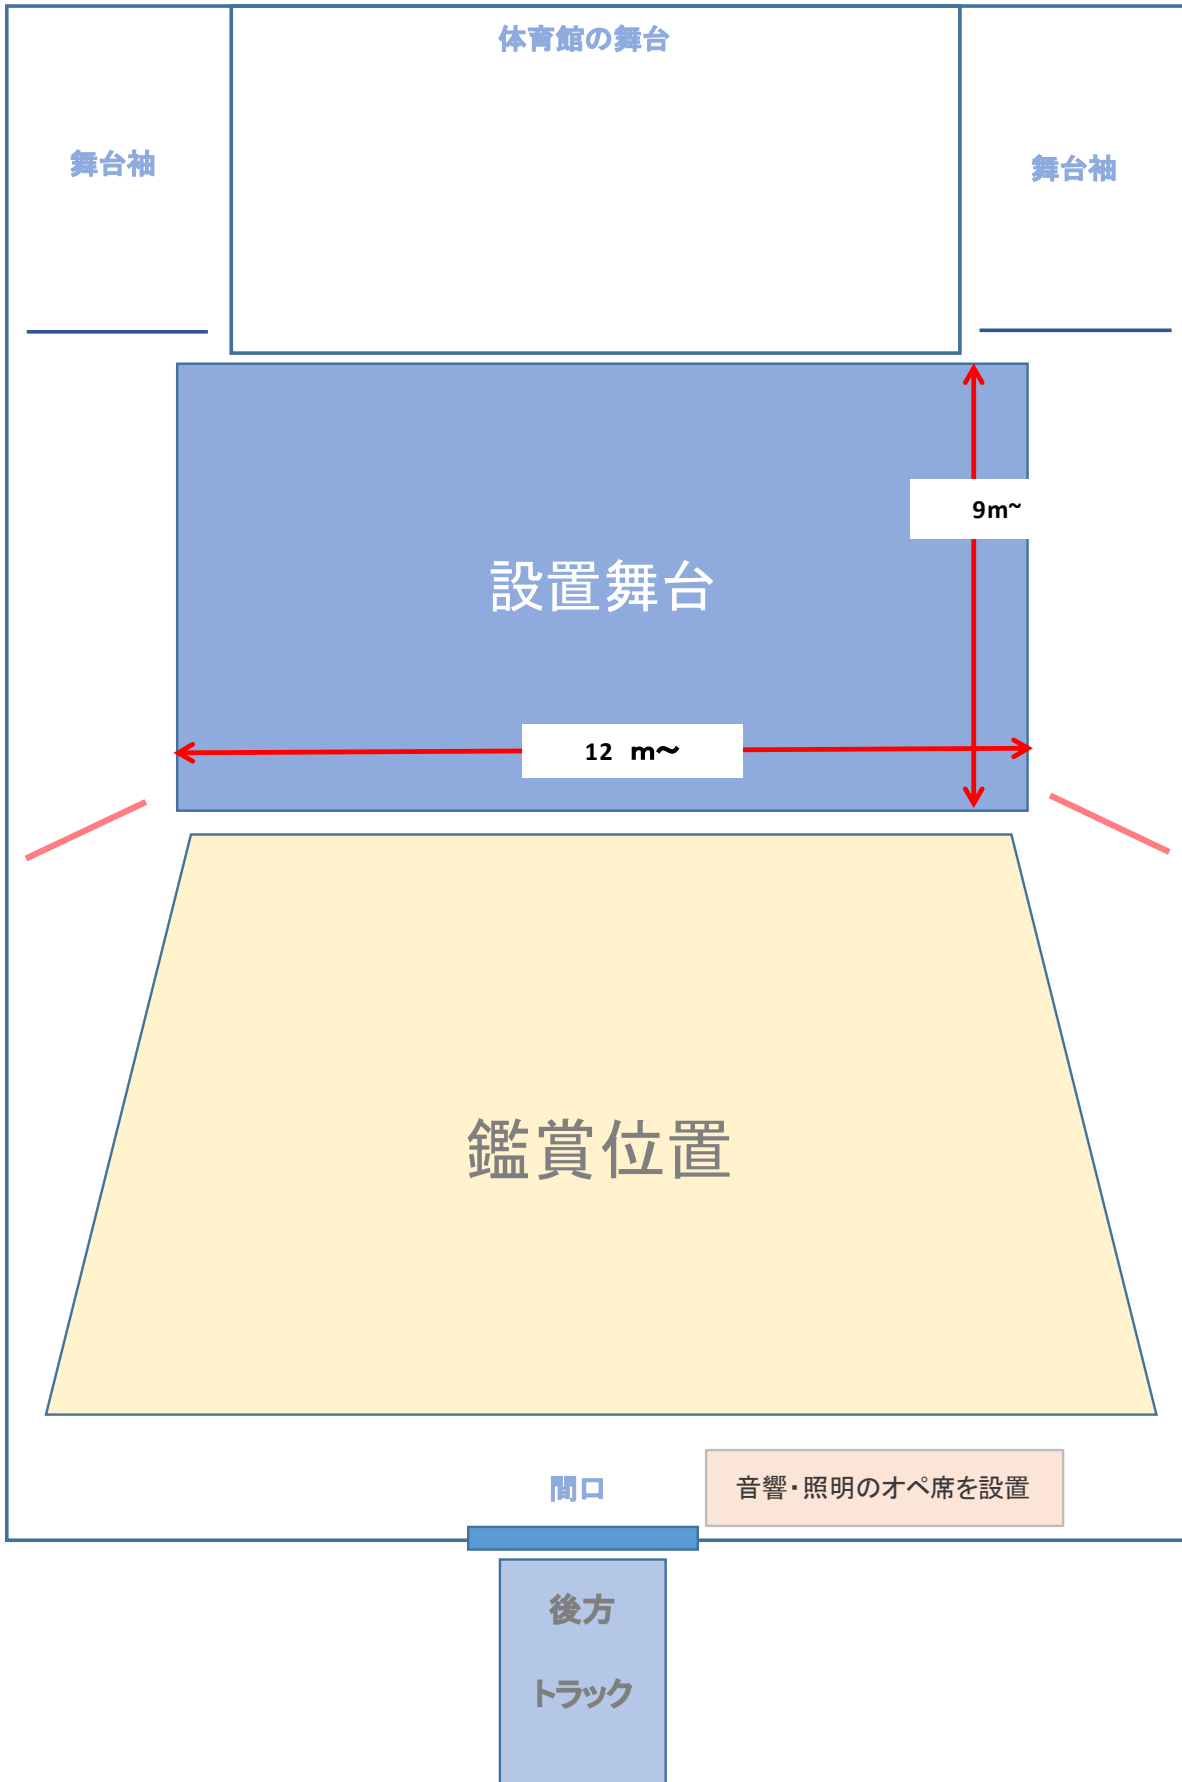 体育館の舞台
舞台袖
舞台袖
9m~
設置舞台
12 m～
鑑賞位置
間口
音響・照明のオペ席を設置
後方
トラック